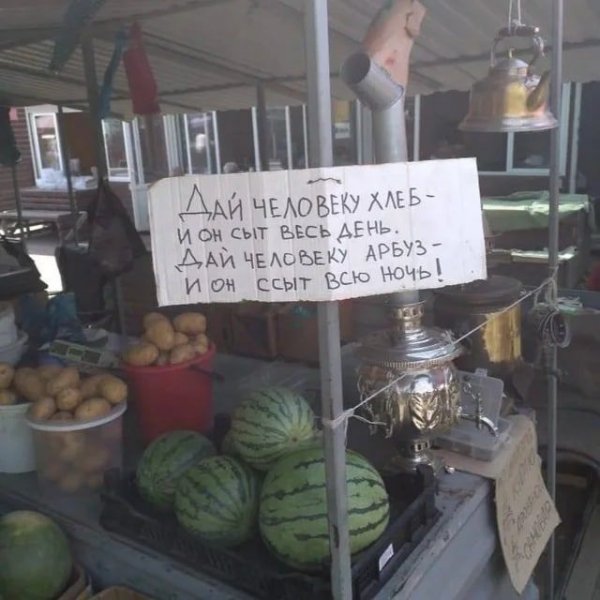 ДАЙ ЧЕЛОВЕКУ ХЛЕБ -
И ОН СЫТ ВЕСЬ ДЕНЬ.
ДАЙ ЧЕЛОВЕКУ АРБУЗ -
И ОН ССЫТ ВСЮ НОЧЬ!